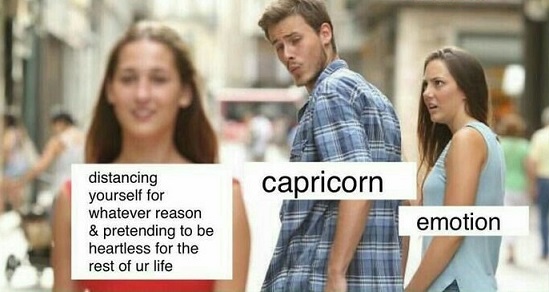 distancing
yourself for
whatever reason
& pretending to be
heartless for the
rest of ur life
capricorn
emotion